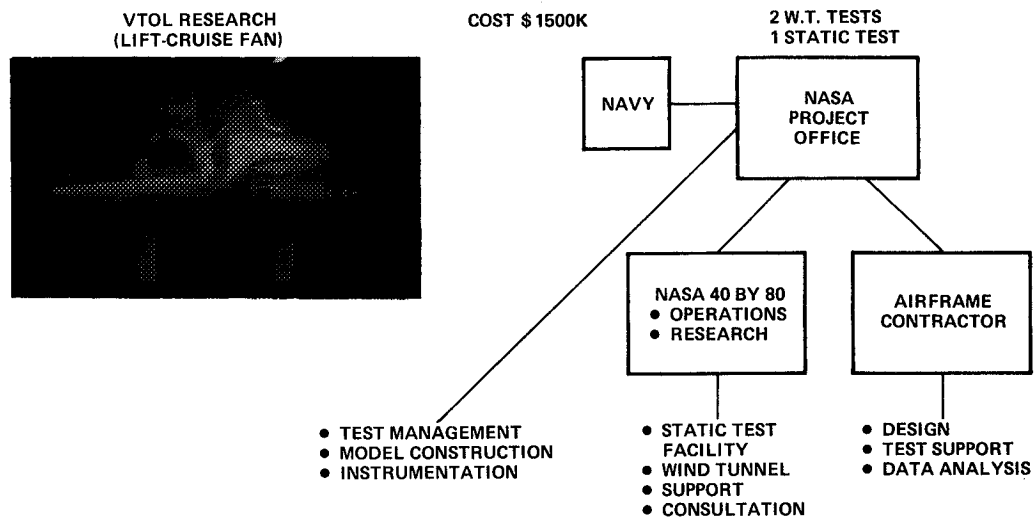 VTOL RESEARCH
(LIFT-CRUISE FAN)
COST $1500K
2 W.T. TESTS
1 STATIC TEST
NAVY
NASA
PROJECT
OFFICE
NASA 40 BY 80
● OPERATIONS
● RESEARCH
AIRFRAME
CONTRACTOR
● TEST MANAGEMENT
● MODEL CONSTRUCTION
● INSTRUMENTATION
● STATIC TEST
FACILITY
● WIND TUNNEL
● SUPPORT
● CONSULTATION
● DESIGN
● TEST SUPPORT
● DATA ANALYSIS